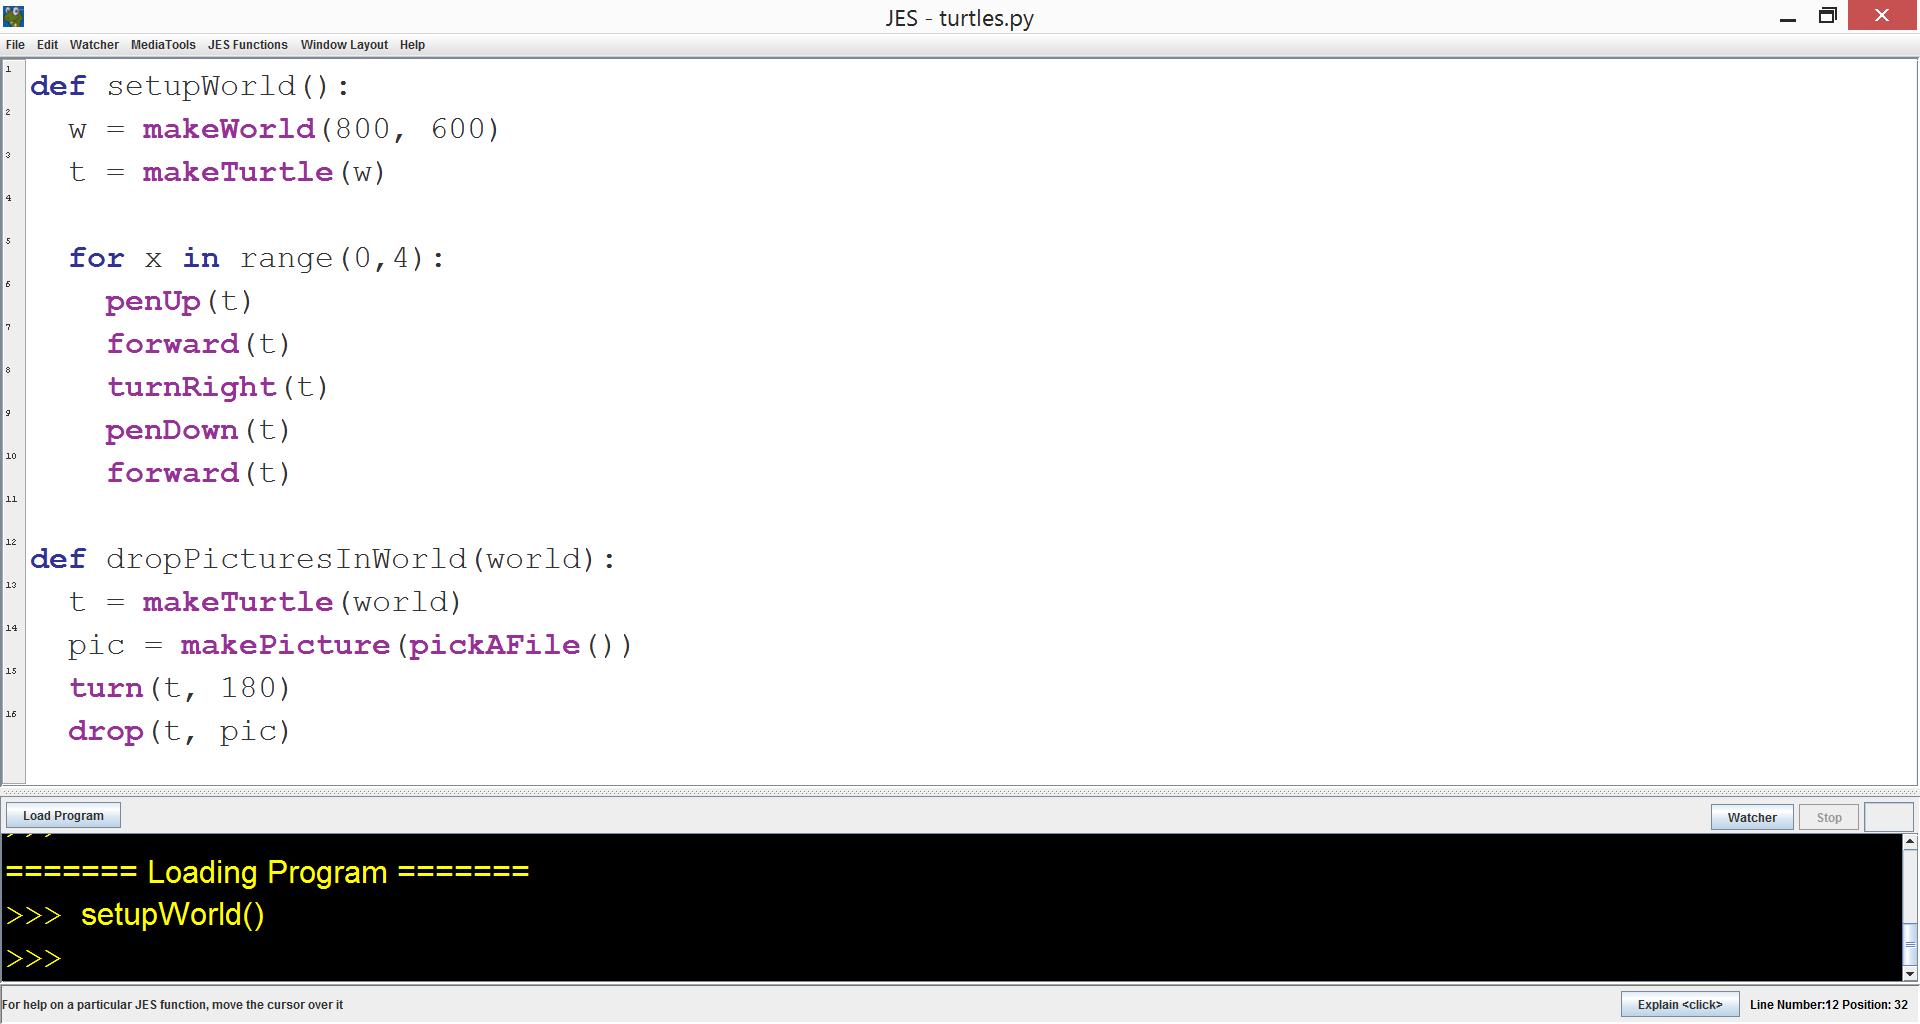 JES - turtles.py
File Edit Watcher MediaTools JES Functions Window Layout Help
1 def setupWorld():
2   w = makeWorld(800, 600)
3   t = makeTurtle(w)
4
5   for x in range(0,4):
6     penUp(t)
7     forward(t)
8     turnRight(t)
9     penDown(t)
10     forward(t)
11
12 def dropPicturesInWorld(world):
13   t = makeTurtle(world)
14   pic = makePicture(pickAFile())
15   turn(t, 180)
16   drop(t, pic)
Load Program Watcher Stop
======= Loading Program =======
>>> setupWorld()
>>>
For help on a particular JES function, move the cursor over it Explain <click> Line Number:12 Position: 32